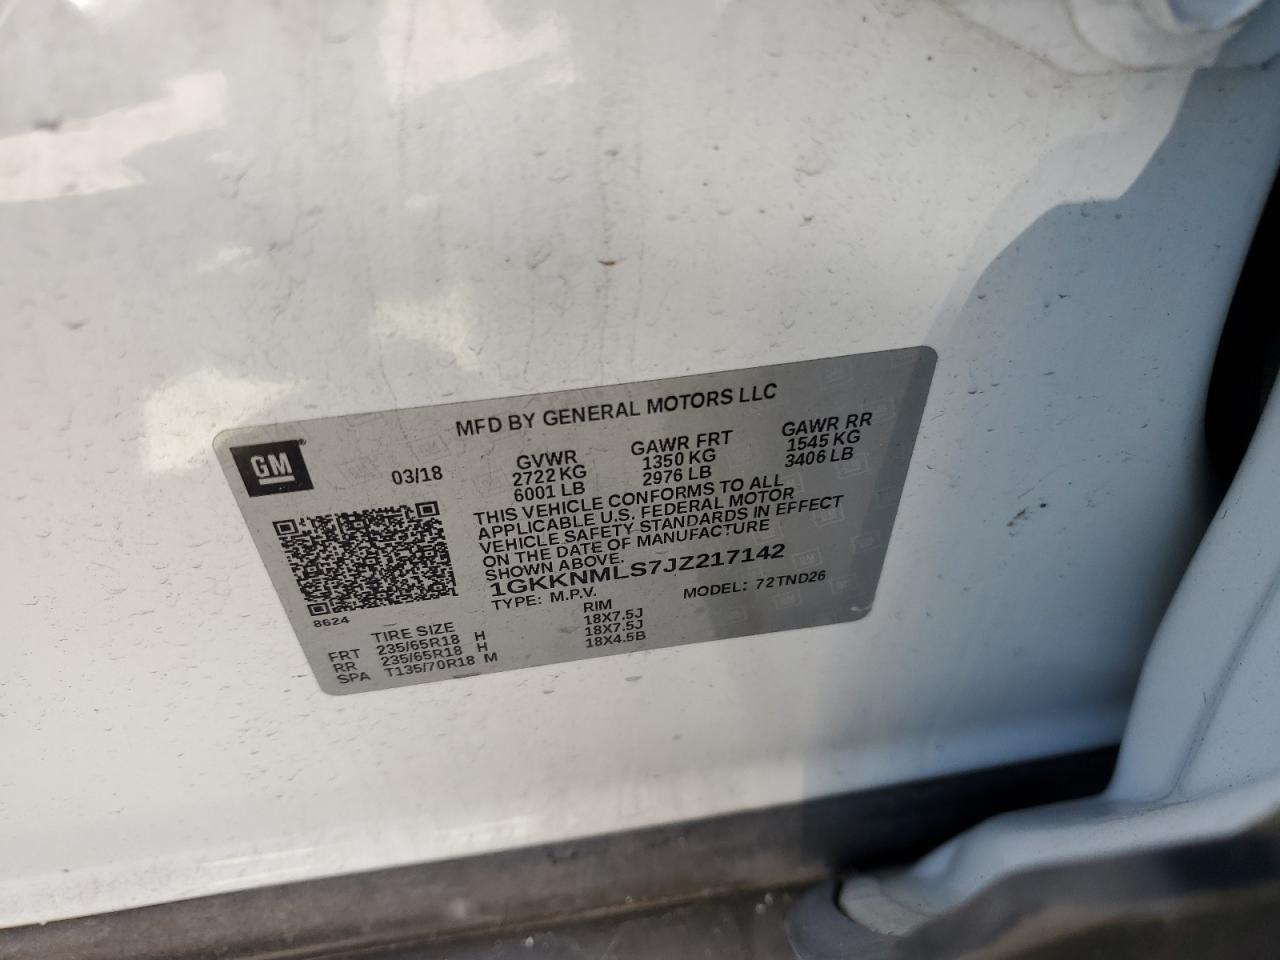 MFD BY GENERAL MOTORS LLC
GM
03/18
GVWR GAWR FRT GAWR RR
2722 KG 1350 KG 1545 KG
6001 LB 2976 LB 3406 LB
THIS VEHICLE CONFORMS TO ALL
APPLICABLE U.S. FEDERAL MOTOR
VEHICLE SAFETY STANDARDS IN EFFECT
ON THE DATE OF MANUFACTURE
SHOWN ABOVE.
1GKKNMLS7JZ217142
TYPE: M.P.V. MODEL: 72TND26
8624
TIRE SIZE RIM
FRT 235/65R18 H 18X7.5J
RR 235/65R18 H 18X7.5J
SPA T135/70R18 M 18X4.5B